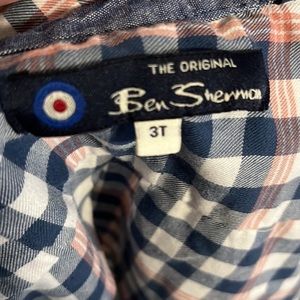 THE ORIGINAL
Ben Sherman
3T